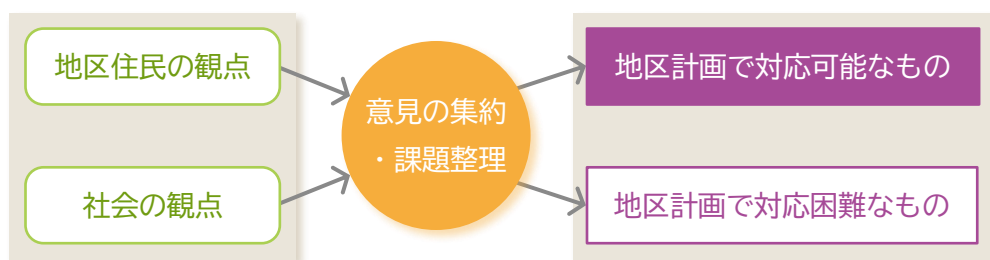 地区住民の観点
社会の観点
意見の集約
・課題整理
地区計画で対応可能なもの
地区計画で対応困難なもの